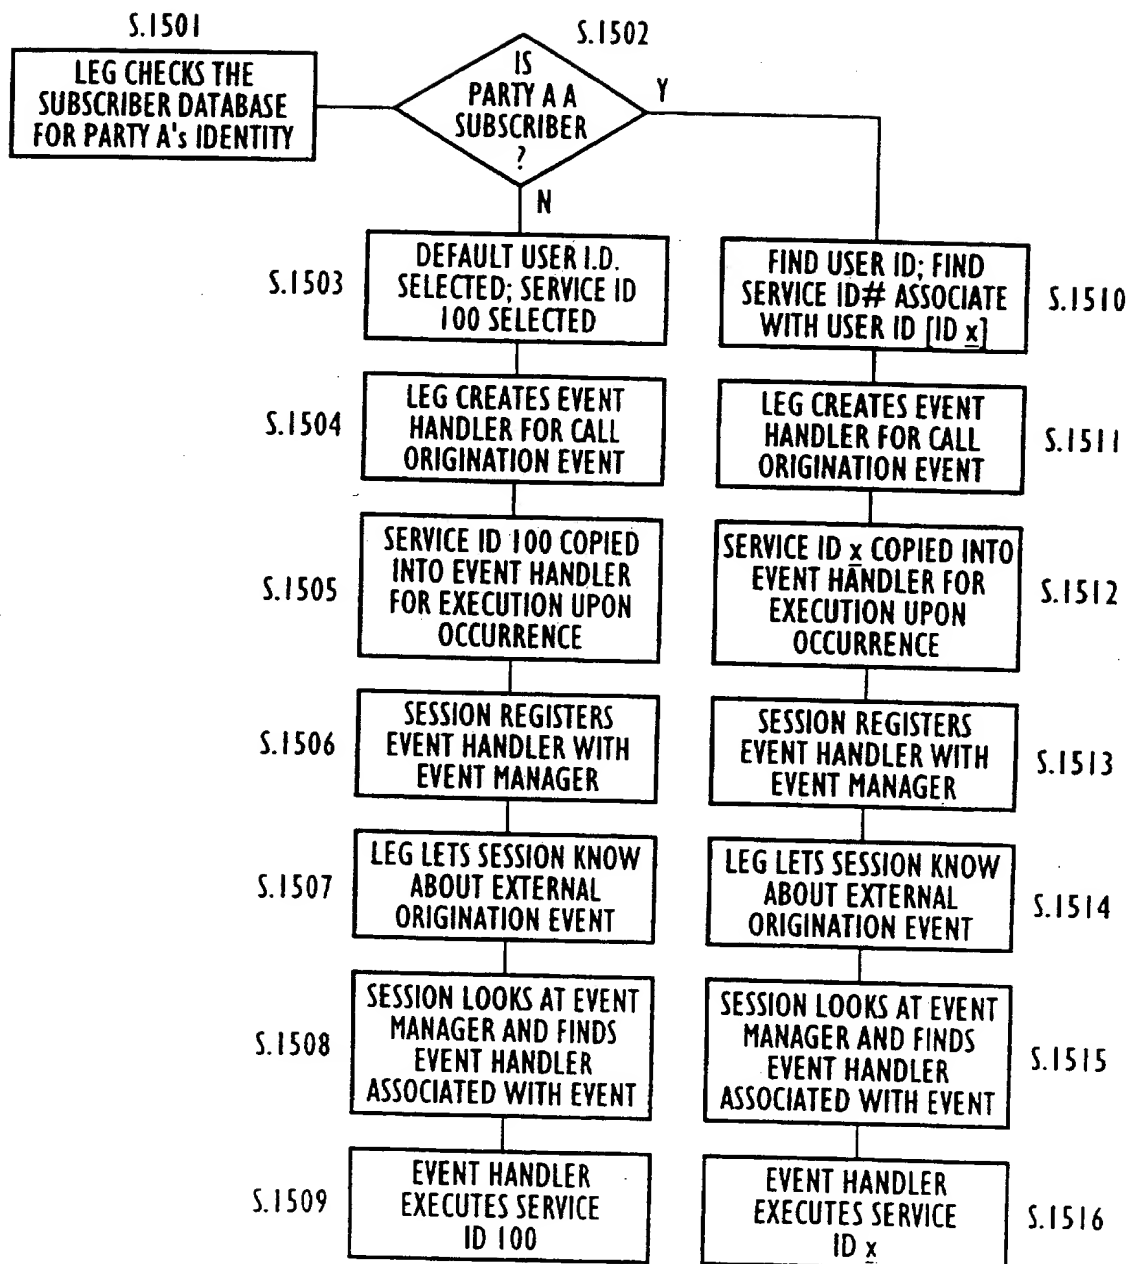 S.1501
LEG CHECKS THE
SUBSCRIBER DATABASE
FOR PARTY A's IDENTITY
S.1502
IS
PARTY A A
SUBSCRIBER
?
Y
N
S.1503
DEFAULT USER I.D.
SELECTED; SERVICE ID
100 SELECTED
S.1504
LEG CREATES EVENT
HANDLER FOR CALL
ORIGINATION EVENT
S.1505
SERVICE ID 100 COPIED
INTO EVENT HANDLER
FOR EXECUTION UPON
OCCURRENCE
S.1506
SESSION REGISTERS
EVENT HANDLER WITH
EVENT MANAGER
S.1507
LEG LETS SESSION KNOW
ABOUT EXTERNAL
ORIGINATION EVENT
S.1508
SESSION LOOKS AT EVENT
MANAGER AND FINDS
EVENT HANDLER
ASSOCIATED WITH EVENT
S.1509
EVENT HANDLER
EXECUTES SERVICE
ID 100
FIND USER ID; FIND
SERVICE ID# ASSOCIATE
WITH USER ID [ID x]
S.1510
LEG CREATES EVENT
HANDLER FOR CALL
ORIGINATION EVENT
S.1511
SERVICE ID x COPIED INTO
EVENT HANDLER FOR
EXECUTION UPON
OCCURRENCE
S.1512
SESSION REGISTERS
EVENT HANDLER WITH
EVENT MANAGER
S.1513
LEG LETS SESSION KNOW
ABOUT EXTERNAL
ORIGINATION EVENT
S.1514
SESSION LOOKS AT EVENT
MANAGER AND FINDS
EVENT HANDLER
ASSOCIATED WITH EVENT
S.1515
EVENT HANDLER
EXECUTES SERVICE
ID x
S.1516